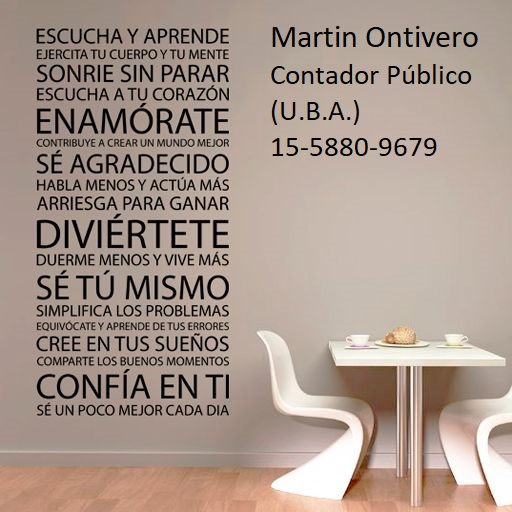 ESCUCHA Y APRENDE
EJERCITA TU CUERPO Y TU MENTE
SONRIE SIN PARAR
ESCUCHA A TU CORAZÓN
ENAMÓRATE
CONTRIBUYE A CREAR UN MUNDO MEJOR
SÉ AGRADECIDO
HABLA MENOS Y ACTÚA MÁS
ARRIESGA PARA GANAR
DIVIÉRTETE
DUERME MENOS Y VIVE MÁS
SÉ TÚ MISMO
SIMPLIFICA LOS PROBLEMAS
EQUIVÓCATE Y APRENDE DE TUS ERRORES
CREE EN TUS SUEÑOS
COMPARTE LOS BUENOS MOMENTOS
CONFÍA EN TI
SÉ UN POCO MEJOR CADA DIA
Martin Ontivero
Contador Público
(U.B.A.)
15-5880-9679